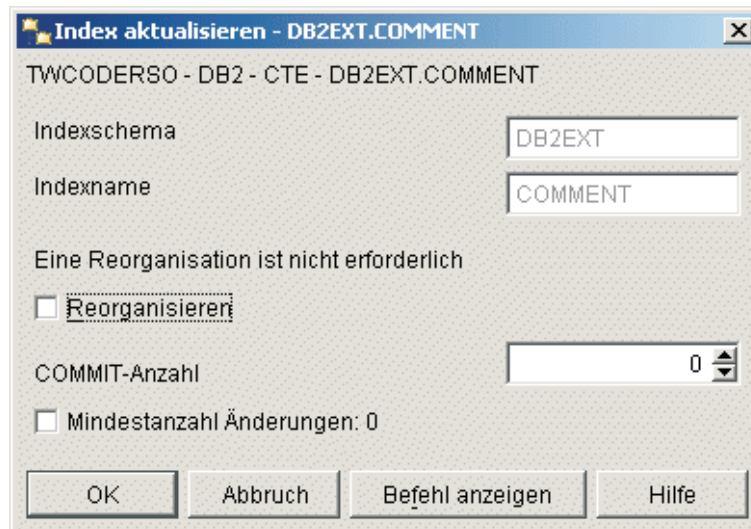 Index aktualisieren - DB2EXT.COMMENT
TWCODERSO - DB2 - CTE - DB2EXT.COMMENT
Indexschema DB2EXT
Indexname COMMENT
Eine Reorganisation ist nicht erforderlich
Reorganisieren
COMMIT-Anzahl 0
Mindestanzahl Änderungen: 0
OK Abbruch Befehl anzeigen Hilfe